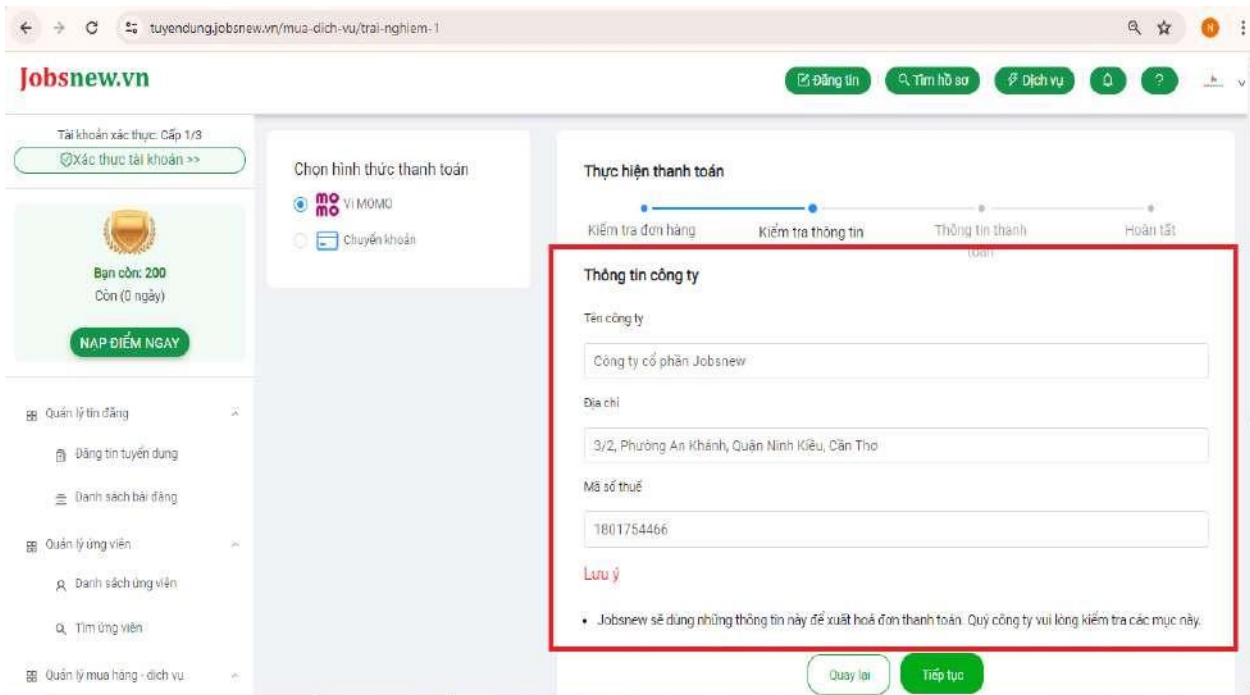 tuyendung.jobsnew.vn/mua-dich-vu/trai-nghiem-1
Jobsnew.vn
Đăng tin
Tìm hồ sơ
Dịch vụ
Tài khoản xác thực: Cấp 1/3
Xác thực tài khoản >>
Bạn còn: 200
Còn (0 ngày)
NẠP ĐIỂM NGAY
Quản lý tin đăng
Đăng tin tuyển dụng
Danh sách bài đăng
Quản lý ứng viên
Danh sách ứng viên
Tìm ứng viên
Quản lý mua hàng - dịch vụ
Chọn hình thức thanh toán
mo mo Ví MOMO
Chuyển khoản
Thực hiện thanh toán
Kiểm tra đơn hàng
Kiểm tra thông tin
Thông tin thanh
toán
Hoàn tất
Thông tin công ty
Tên công ty
Công ty cổ phần Jobsnew
Địa chỉ
3/2, Phường An Khánh, Quận Ninh Kiều, Cần Thơ
Mã số thuế
1801754466
Lưu ý
• Jobsnew sẽ dùng những thông tin này để xuất hoá đơn thanh toán. Quý công ty vui lòng kiểm tra các mục này.
Quay lại
Tiếp tục